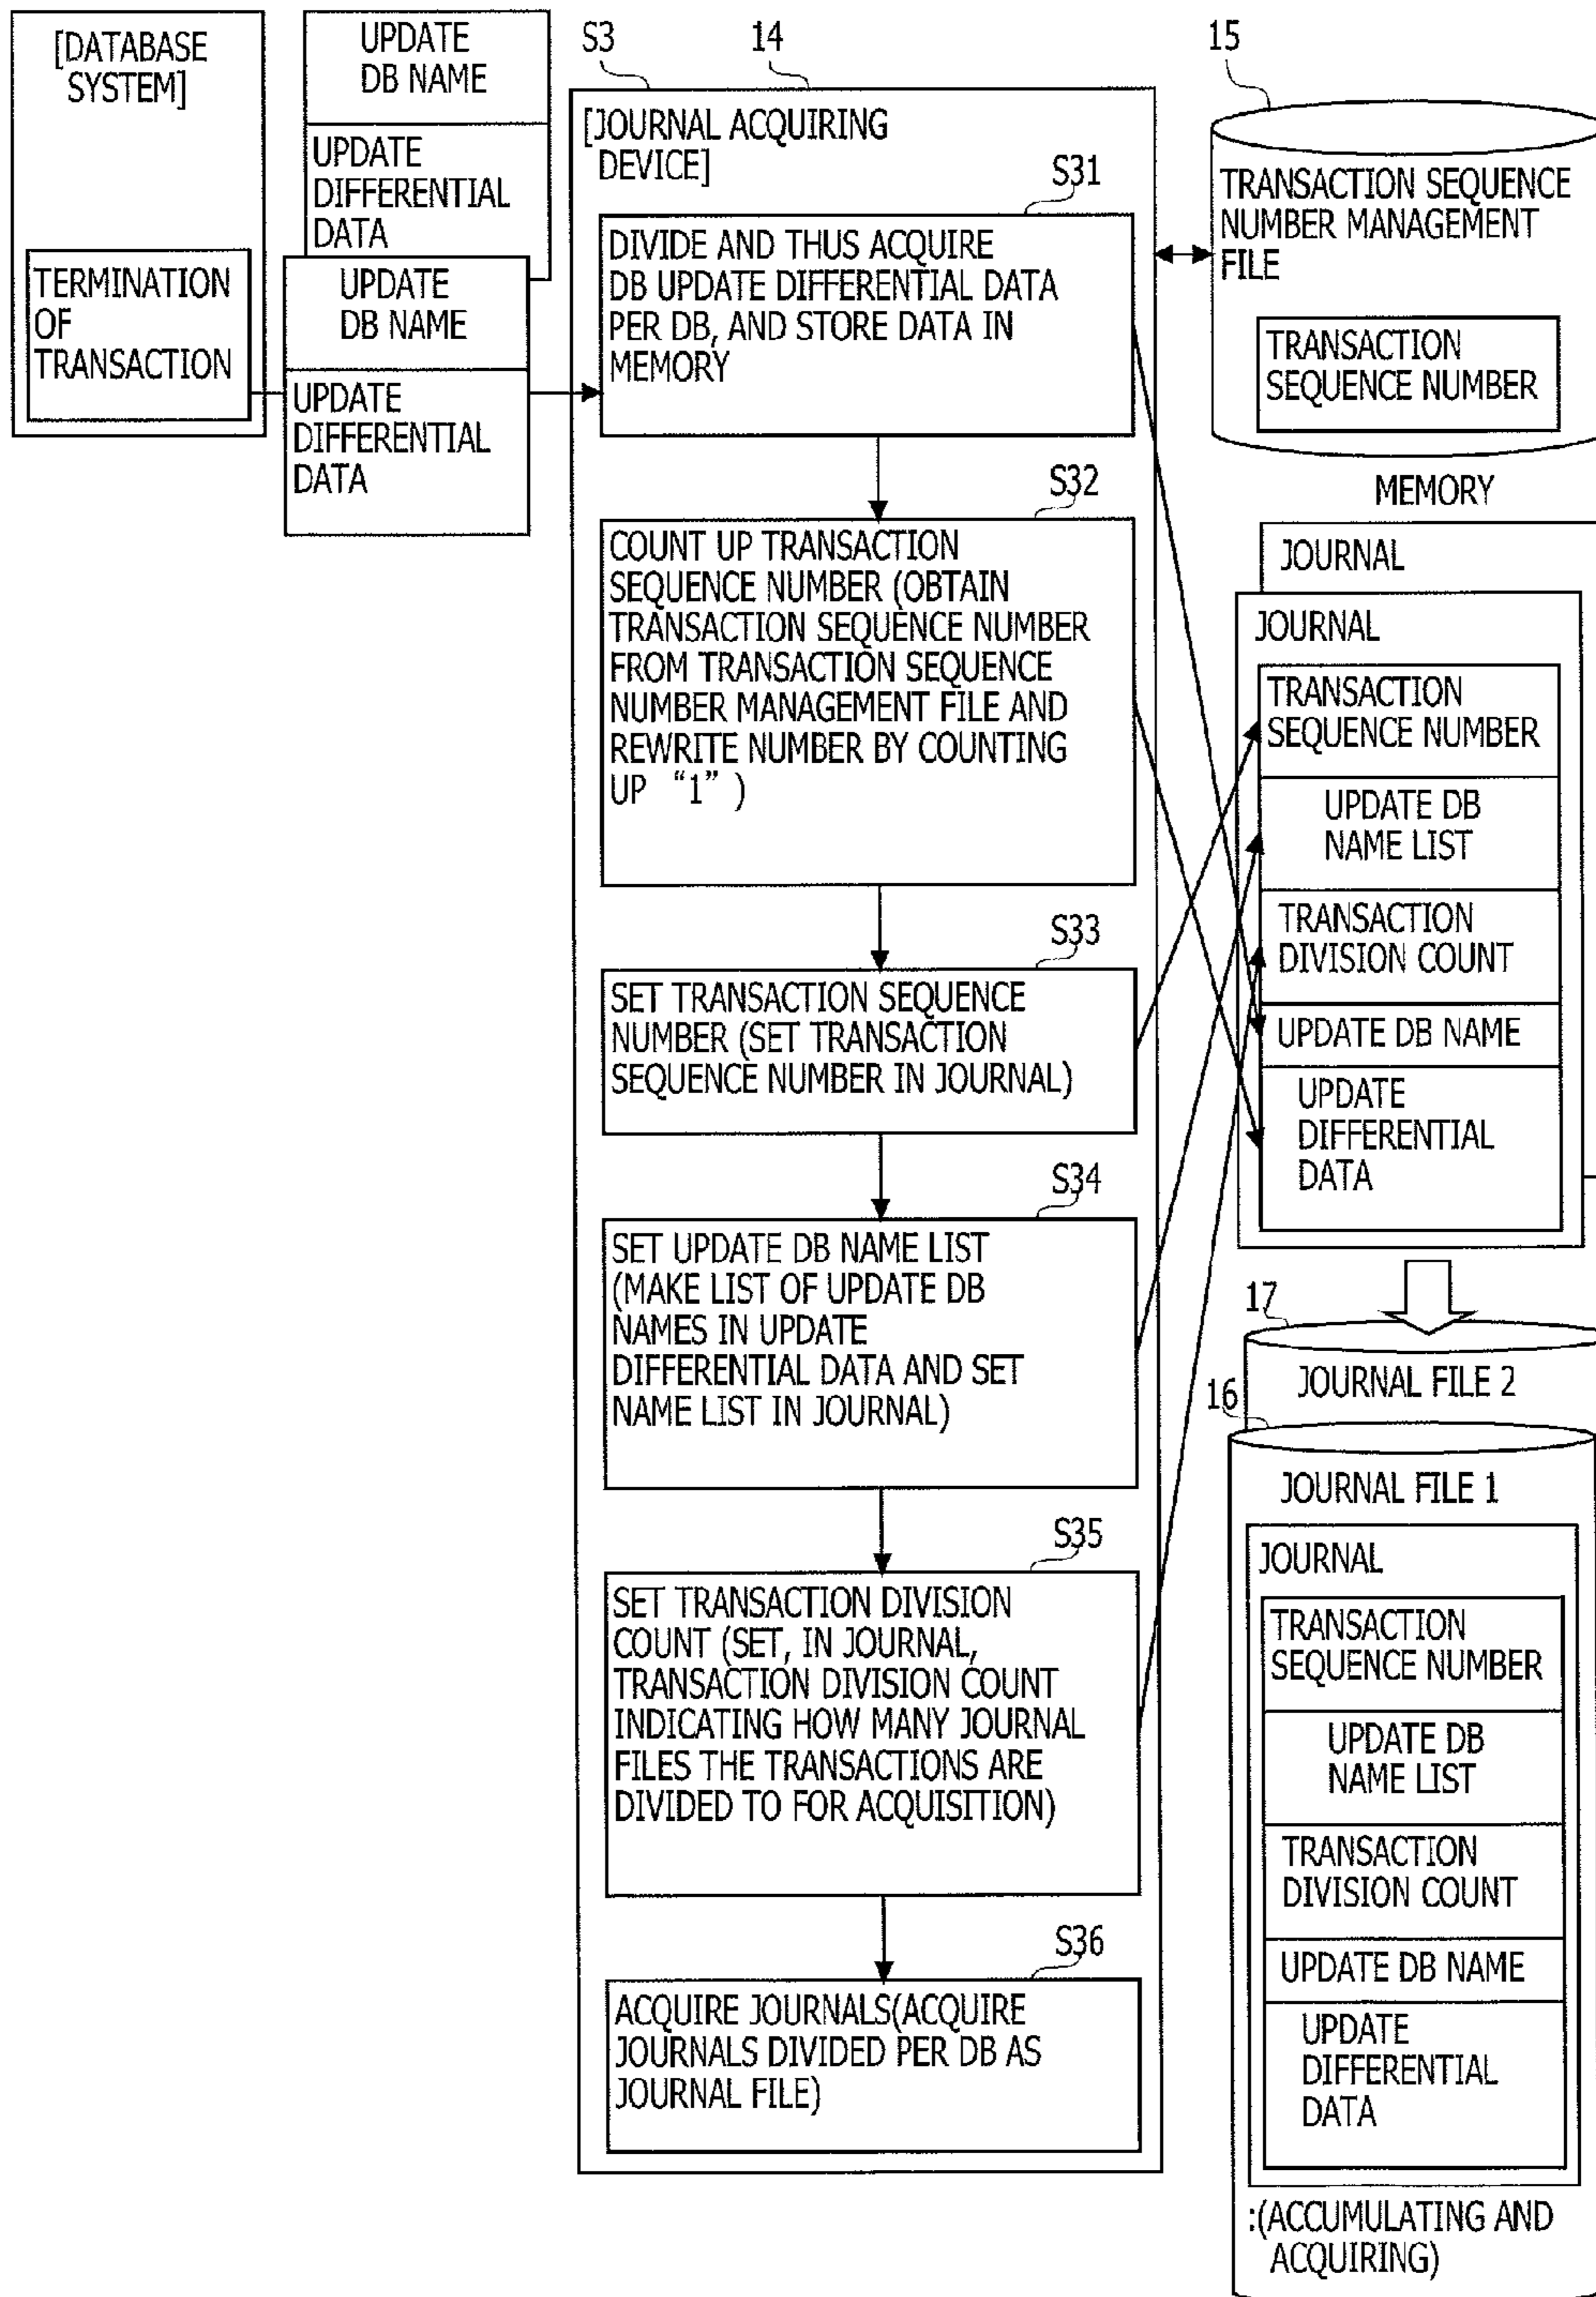 [DATABASE
SYSTEM]
TERMINATION
OF
TRANSACTION
UPDATE
DB NAME
UPDATE
DIFFERENTIAL
DATA
UPDATE
DB NAME
UPDATE
DIFFERENTIAL
DATA
S3
14
[JOURNAL ACQUIRING
DEVICE]
S31
DIVIDE AND THUS ACQUIRE
DB UPDATE DIFFERENTIAL DATA
PER DB, AND STORE DATA IN
MEMORY
S32
COUNT UP TRANSACTION
SEQUENCE NUMBER (OBTAIN
TRANSACTION SEQUENCE NUMBER
FROM TRANSACTION SEQUENCE
NUMBER MANAGEMENT FILE AND
REWRITE NUMBER BY COUNTING
UP “1” )
S33
SET TRANSACTION SEQUENCE
NUMBER (SET TRANSACTION
SEQUENCE NUMBER IN JOURNAL)
S34
SET UPDATE DB NAME LIST
(MAKE LIST OF UPDATE DB
NAMES IN UPDATE
DIFFERENTIAL DATA AND SET
NAME LIST IN JOURNAL)
S35
SET TRANSACTION DIVISION
COUNT (SET, IN JOURNAL,
TRANSACTION DIVISION COUNT
INDICATING HOW MANY JOURNAL
FILES THE TRANSACTIONS ARE
DIVIDED TO FOR ACQUISITION)
S36
ACQUIRE JOURNALS(ACQUIRE
JOURNALS DIVIDED PER DB AS
JOURNAL FILE)
15
TRANSACTION SEQUENCE
NUMBER MANAGEMENT
FILE
TRANSACTION
SEQUENCE NUMBER
MEMORY
JOURNAL
JOURNAL
TRANSACTION
SEQUENCE NUMBER
UPDATE DB
NAME LIST
TRANSACTION
DIVISION COUNT
UPDATE DB NAME
UPDATE
DIFFERENTIAL
DATA
17
JOURNAL FILE 2
16
JOURNAL FILE 1
JOURNAL
TRANSACTION
SEQUENCE NUMBER
UPDATE DB
NAME LIST
TRANSACTION
DIVISION COUNT
UPDATE DB NAME
UPDATE
DIFFERENTIAL
DATA
:(ACCUMULATING AND
ACQUIRING)